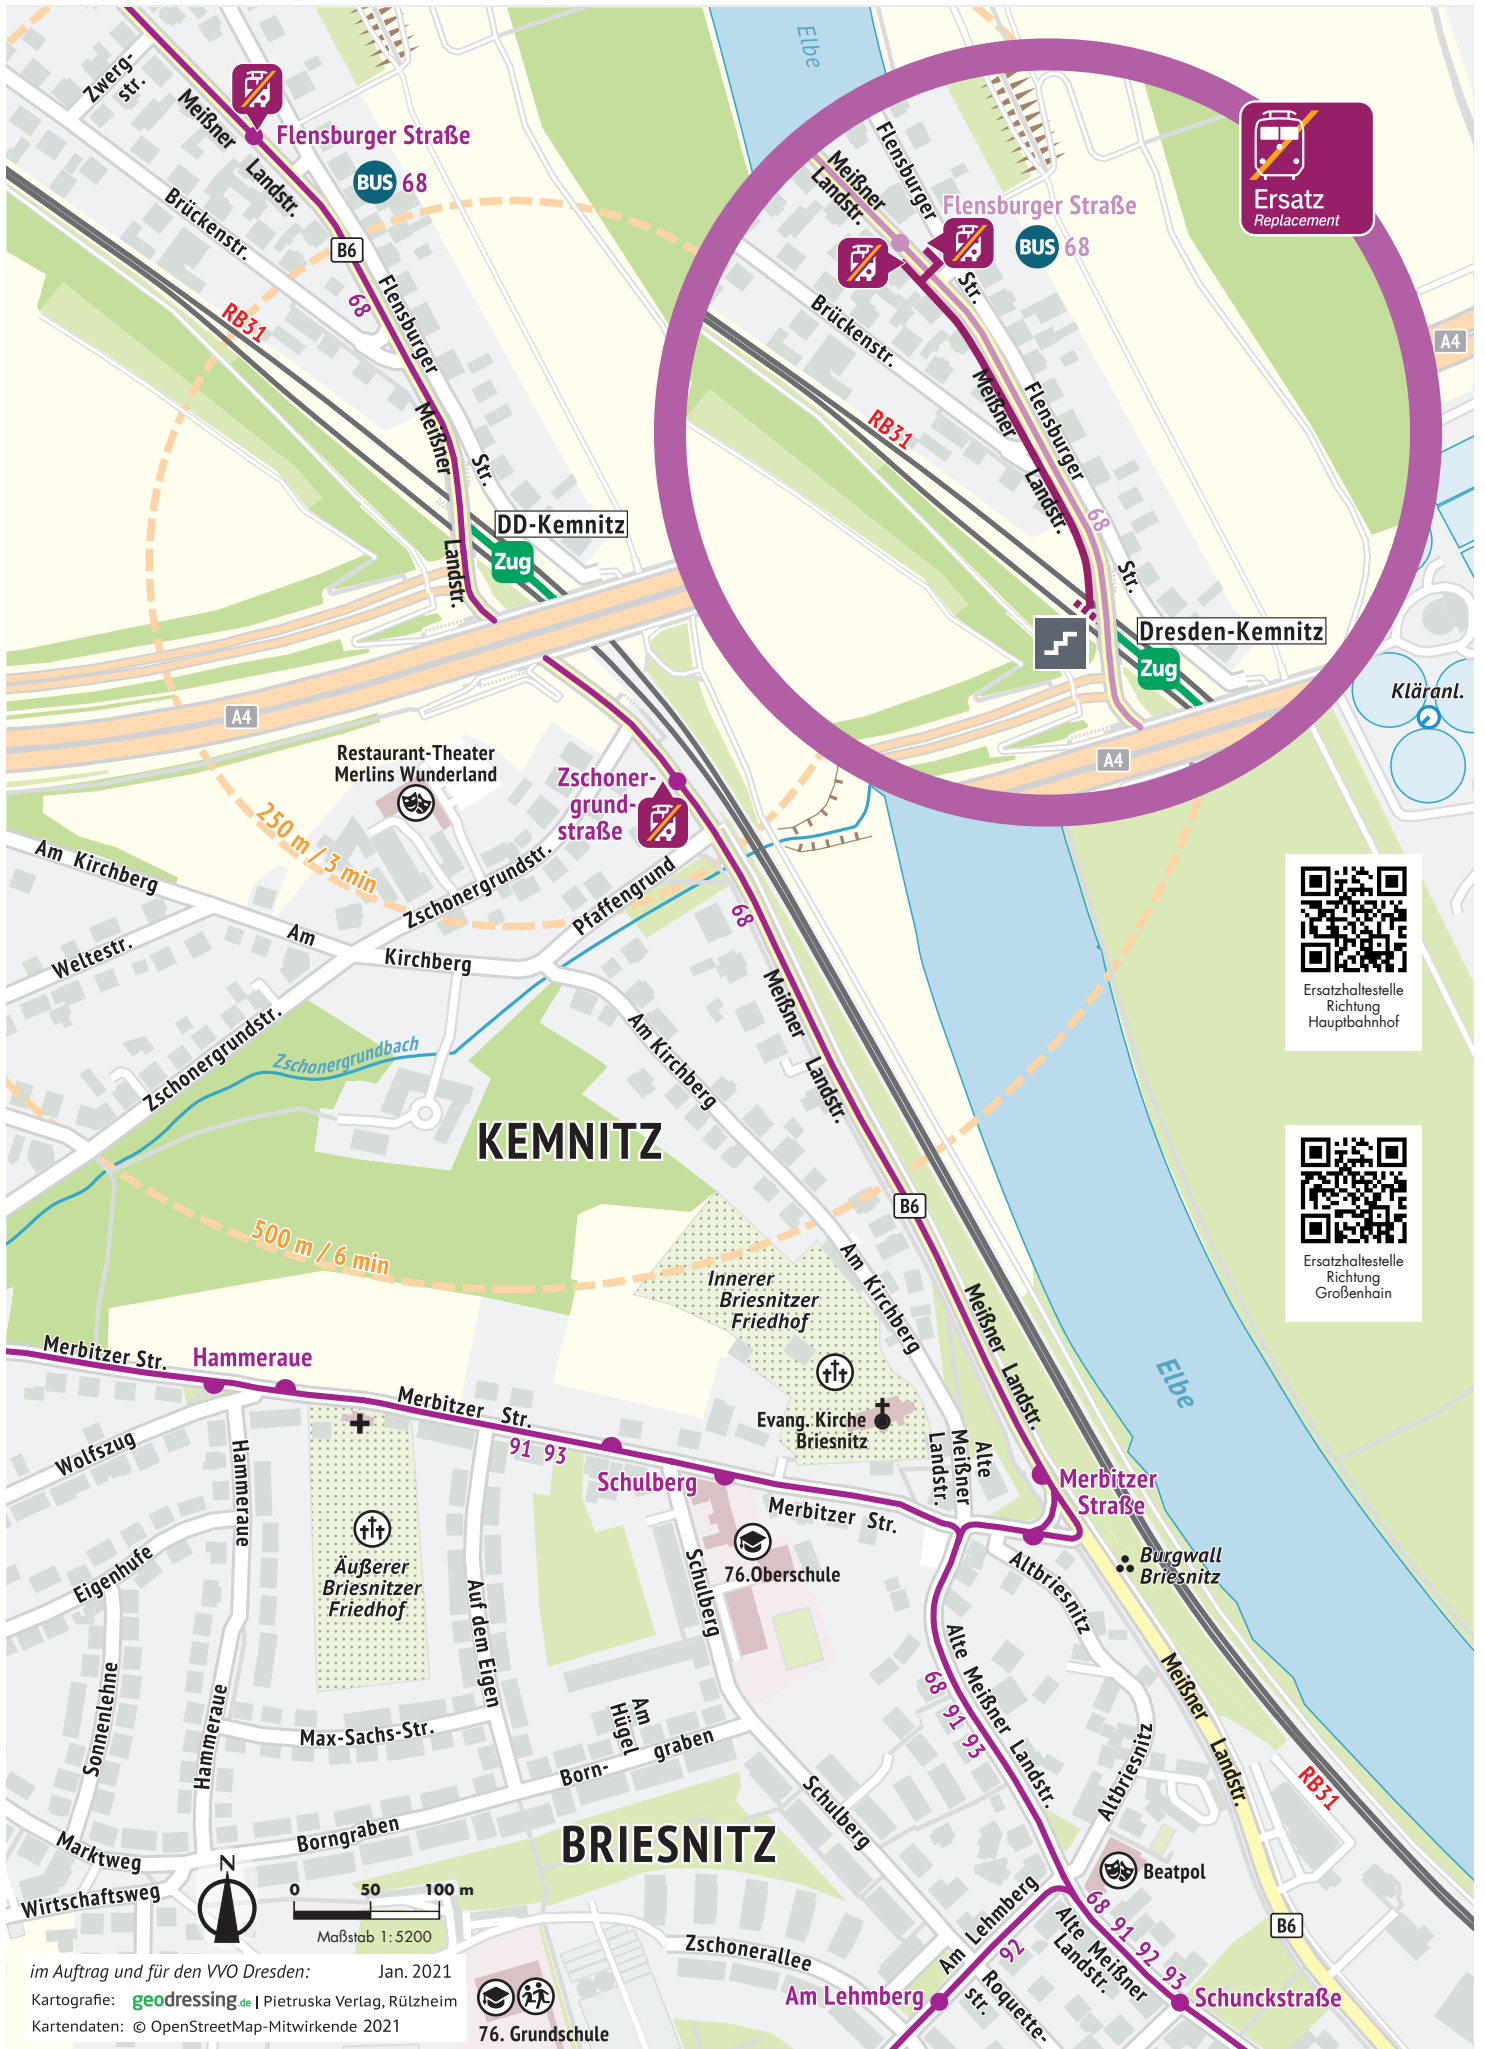 Zwerg-
str.
Meißner
Landstr.
Flensburger Straße
BUS 68
Brückenstr.
B6
68
Flensburger
Str.
RB31
Meißner
Landstr.
DD-Kemnitz
Zug
A4
Elbe
Meißner
Landstr.
Flensburger
Str.
Flensburger Straße
BUS 68
Brückenstr.
RB31
Meißner
Landstr.
Flensburger
Str.
68
Dresden-Kemnitz
Zug
A4
Ersatz
Replacement
A4
Kläranl.
Restaurant-Theater
Merlins Wunderland
Zschoner-
grund-
straße
250 m / 3 min
Am Kirchberg
Zschonergrundstr.
Pfaffengrund
Weltestr.
Am
Kirchberg
68
Meißner
Landstr.
Ersatzhaltestelle
Richtung
Hauptbahnhof
Zschonergrundstr.
Zschonergrundbach
Am Kirchberg
KEMNITZ
B6
Ersatzhaltestelle
Richtung
Großenhain
500 m / 6 min
Innerer
Briesnitzer
Friedhof
Am Kirchberg
Meißner Landstr.
Elbe
Merbitzer Str.
Hammeraue
Merbitzer Str.
91 93
Evang. Kirche
Briesnitz
Alte
Meißner
Landstr.
Wolfszug
Hammeraue
Schulberg
Merbitzer Str.
Merbitzer
Straße
Eigenhufe
Äußerer
Briesnitzer
Friedhof
Auf dem Eigen
Schulberg
76.Oberschule
Altbriesnitz
Burgwall
Briesnitz
Alte Meißner Landstr.
68 91 93
Meißner Landstr.
Sonnenlehne
Hammeraue
Max-Sachs-Str.
Am
Hügel
Born-
graben
Schulberg
Altbriesnitz
RB31
Marktweg
Borngraben
BRIESNITZ
Beatpol
Wirtschaftsweg
N
0 50 100 m
Maßstab 1:5200
Am Lehmberg
92
68 91 92 93
Alte Meißner
Landstr.
B6
Zschonerallee
Roquette-
str.
Am Lehmberg
Schunckstraße
im Auftrag und für den VVO Dresden: Jan. 2021
Kartografie: geodressing.de | Pietruska Verlag, Rülzheim
Kartendaten: © OpenStreetMap-Mitwirkende 2021
76. Grundschule